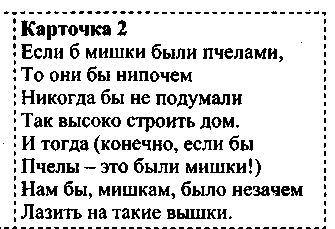 Карточка 2
Если б мишки были пчелами,
То они бы нипочем
Никогда бы не подумали
Так высоко строить дом.
И тогда (конечно, если бы
Пчелы – это были мишки!)
Нам бы, мишкам, было незачем
Лазить на такие вышки.